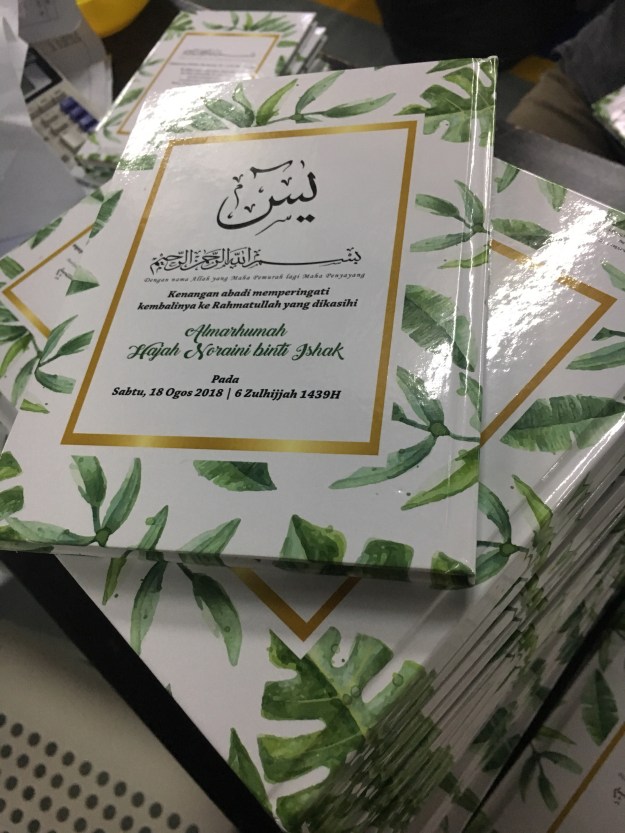 يس
بسم الله الرحمن الرحيم
Dengan nama Allah yang Maha Pemurah lagi Maha Penyayang
Kenangan abadi memperingati
kembalinya ke Rahmatullah yang dikasihi
Almarhumah
Hajah Noraini binti Ishak
Pada
Sabtu, 18 Ogos 2018 | 6 Zulhijjah 1439H